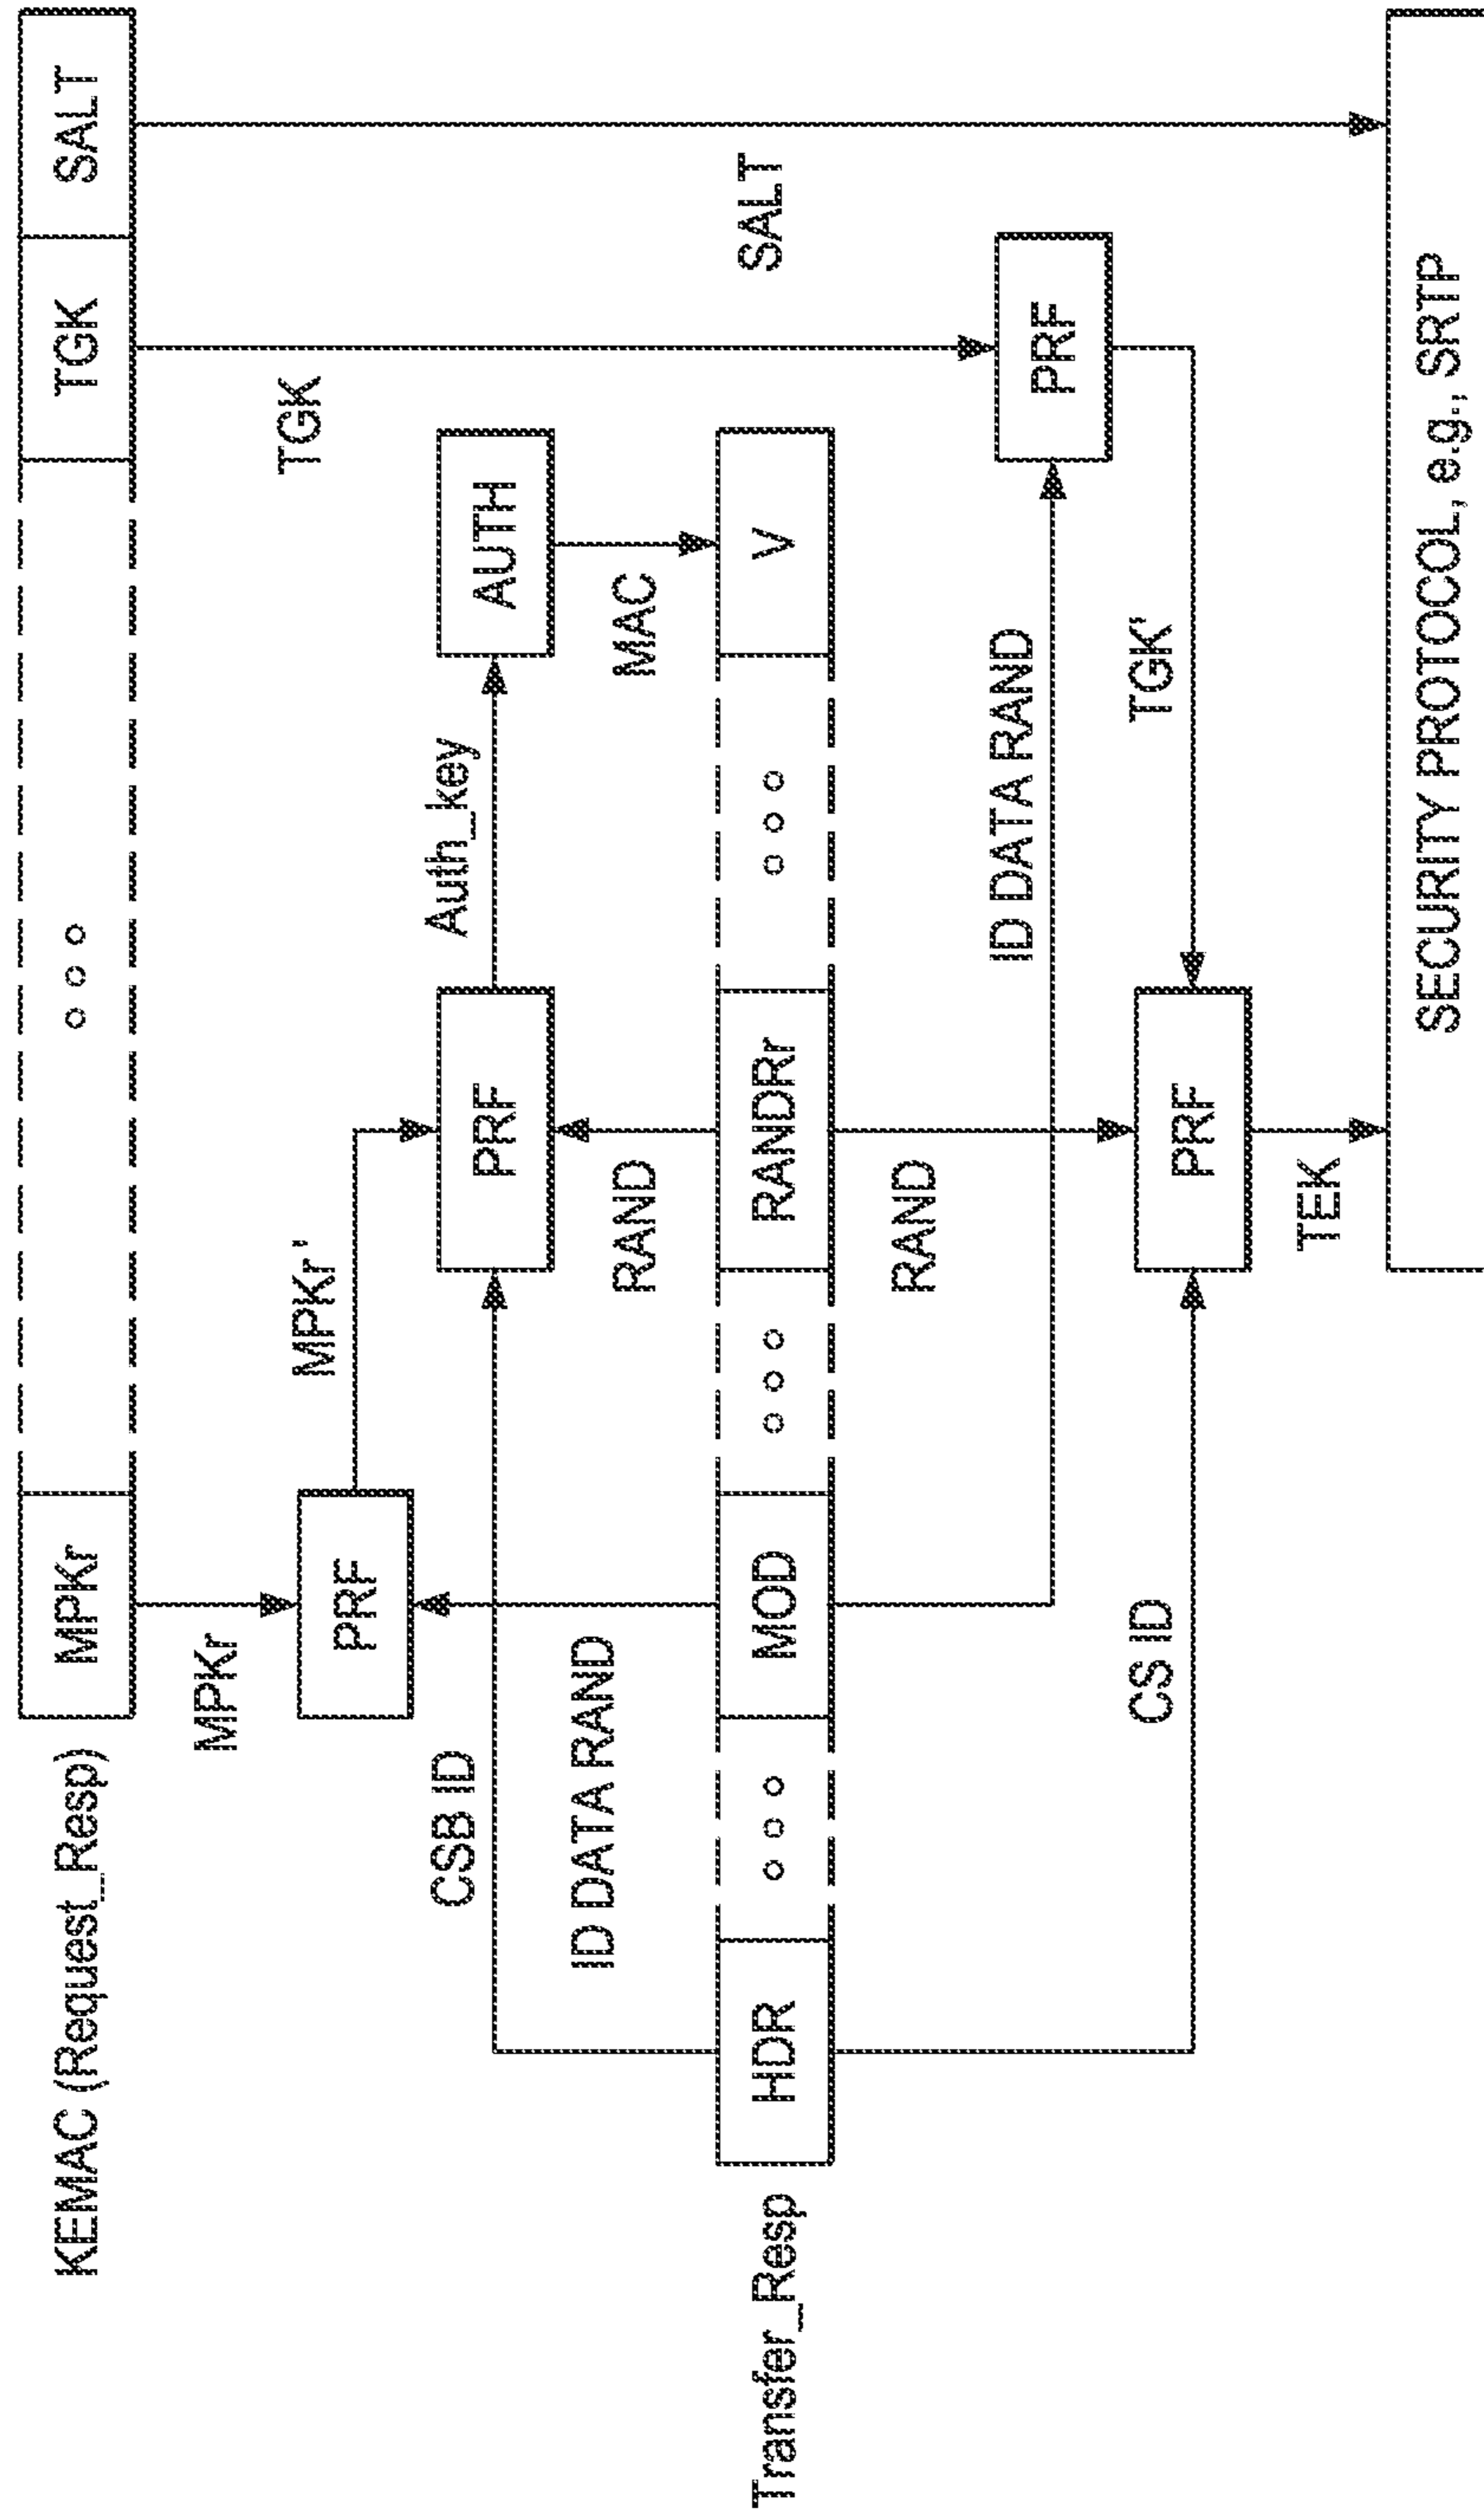 KEMAC (Request_Resp)
MPKr
TGK
SALT
MPKr
PRF
MPKr'
TGK
CSB ID
PRF
Auth_key
AUTH
ID DATA RAND
RAND
MAC
SALT
Transfer_Resp
HDR
MOD
RANDRr
V
RAND
ID DATA RAND
PRF
CS ID
PRF
TGK'
TEK
SECURITY PROTOCOL, e.g., SRTP